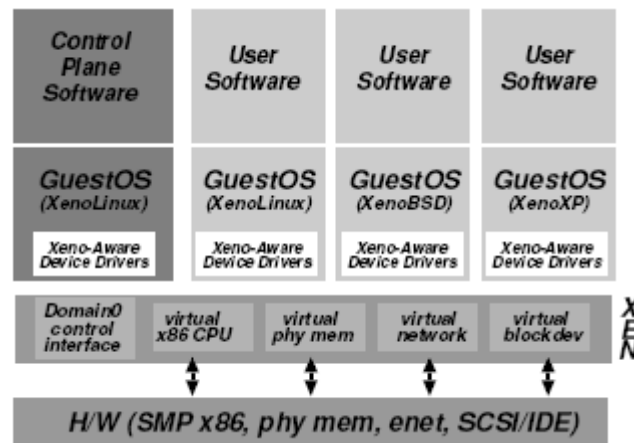 Control
Plane
Software
User
Software
User
Software
User
Software
GuestOS
(XenoLinux)
Xeno-Aware
Device Drivers
GuestOS
(XenoLinux)
Xeno-Aware
Device Drivers
GuestOS
(XenoBSD)
Xeno-Aware
Device Drivers
GuestOS
(XenoXP)
Xeno-Aware
Device Drivers
Domain0
control
interface
virtual
x86 CPU
virtual
phy mem
virtual
network
virtual
blockdev
X
E
N
H/W (SMP x86, phy mem, enet, SCSI/IDE)